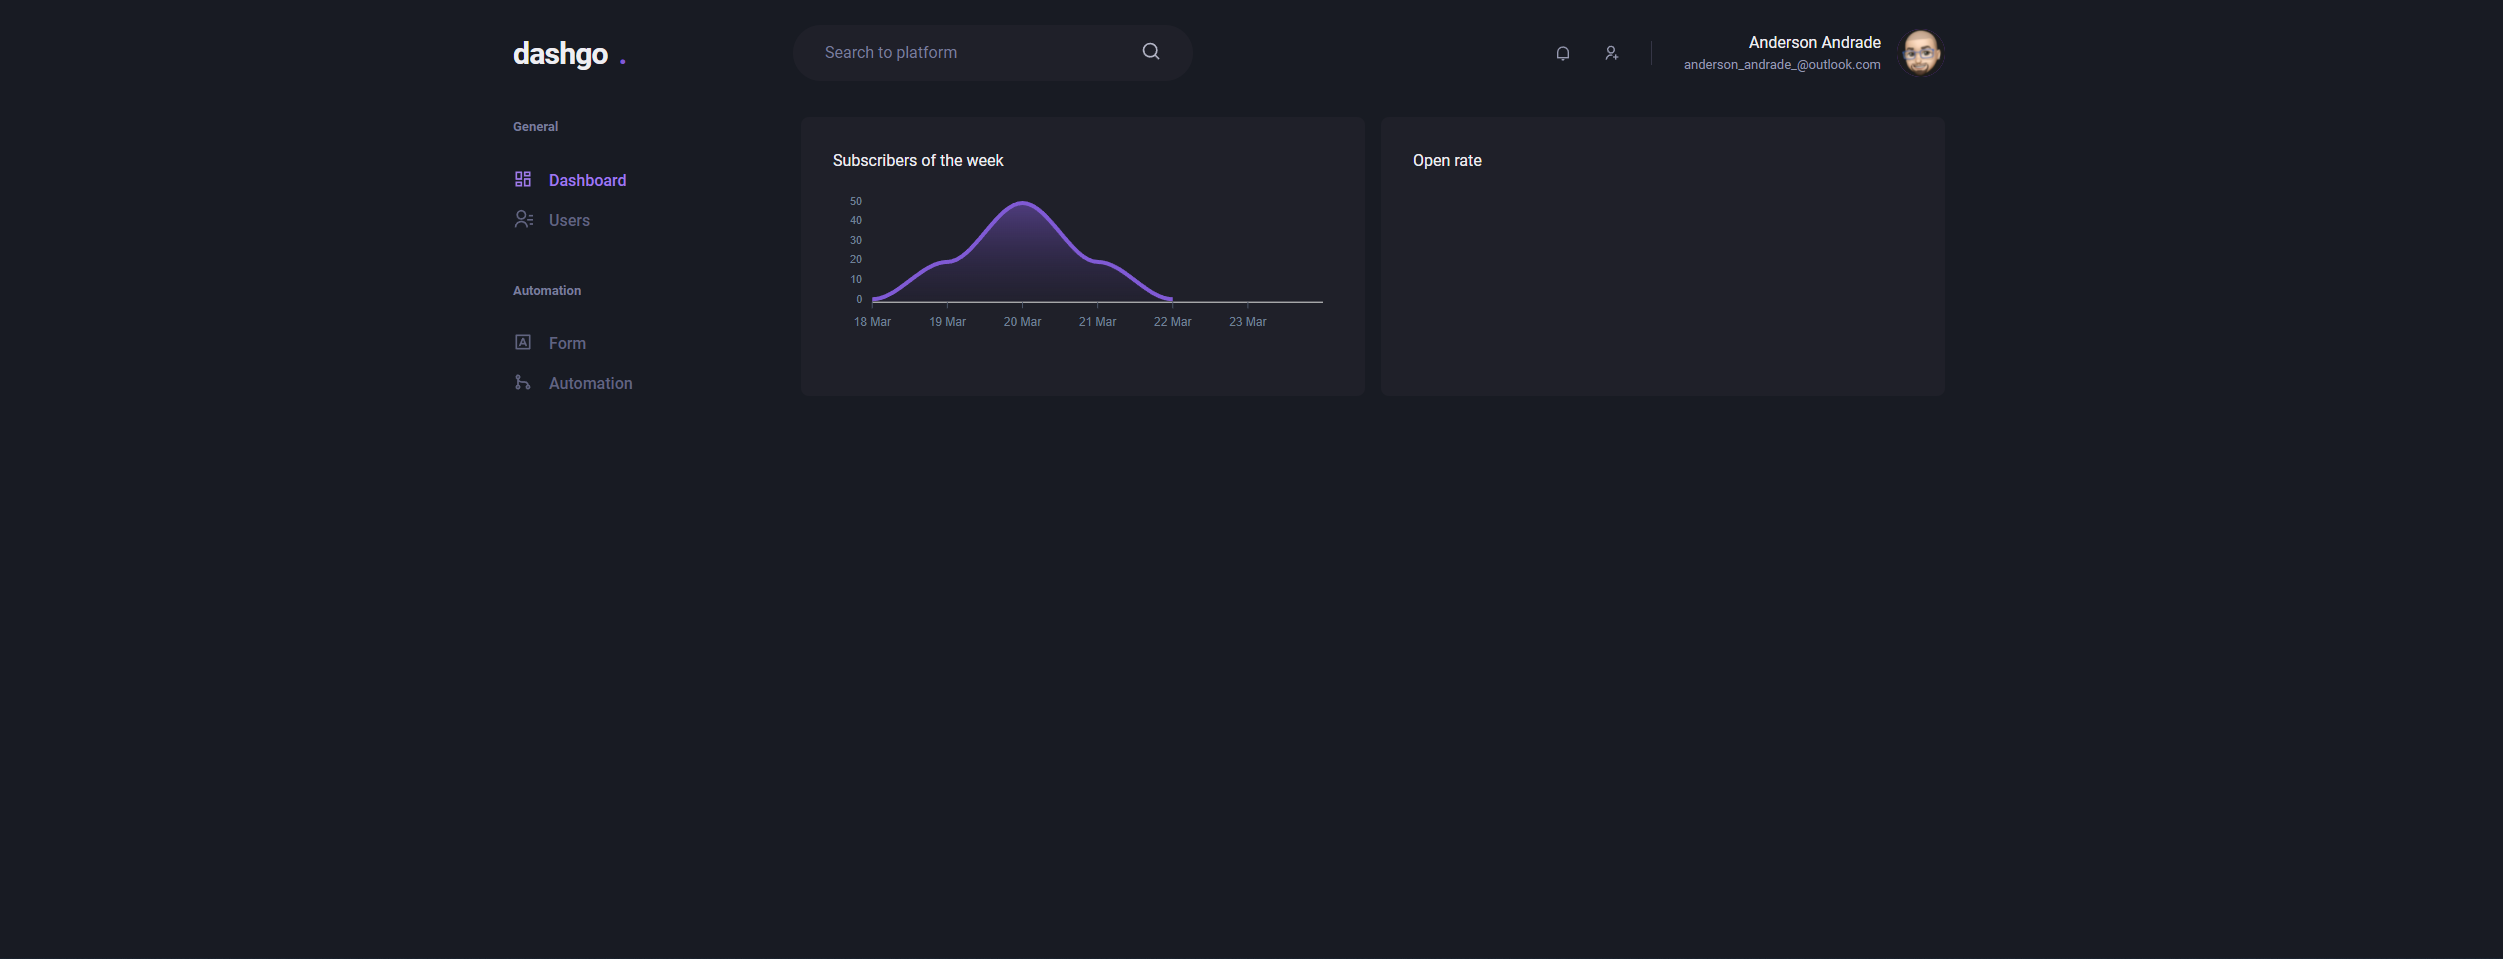 dashgo .
Search to platform
Anderson Andrade
anderson_andrade_@outlook.com
General
Dashboard
Users
Automation
Form
Automation
Subscribers of the week
50
40
30
20
10
0
18 Mar 19 Mar 20 Mar 21 Mar 22 Mar 23 Mar
Open rate